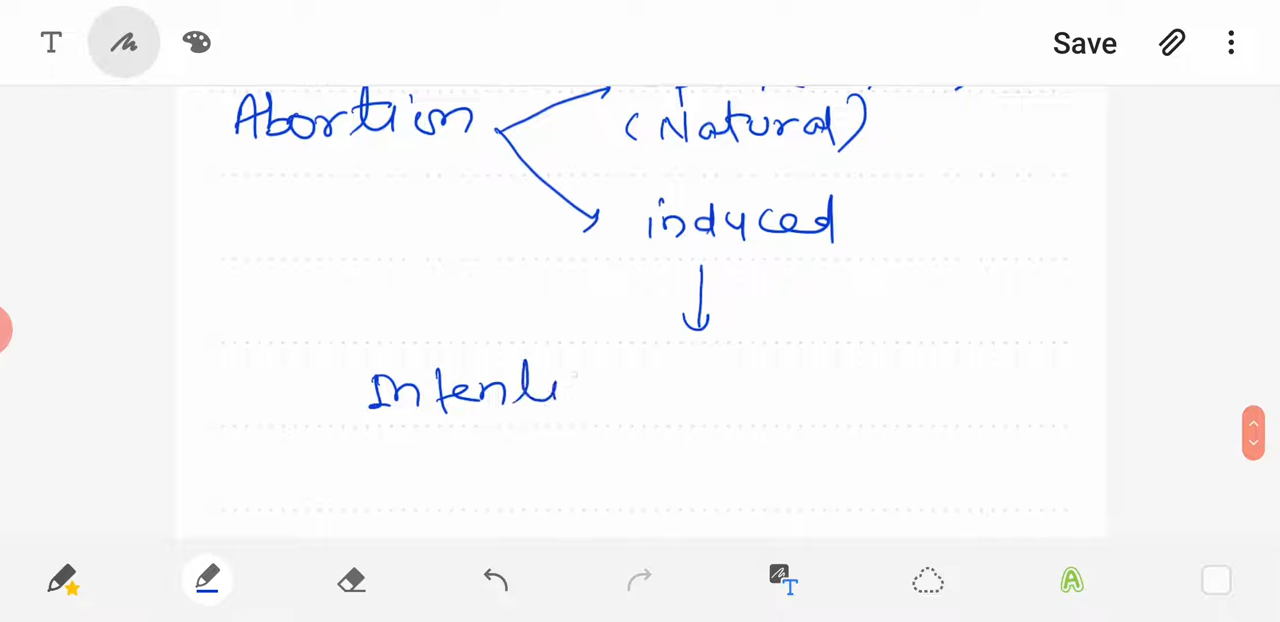 T Save
Abortion
(Natural)
induced
Intenti
T
A